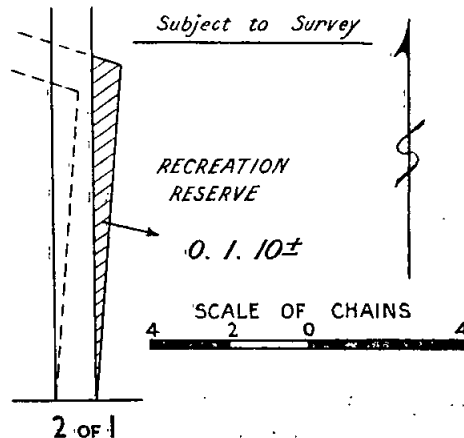 Subject to Survey
RECREATION
RESERVE
0. 1. 10±
SCALE OF CHAINS
4 2 0 4
2 OF 1